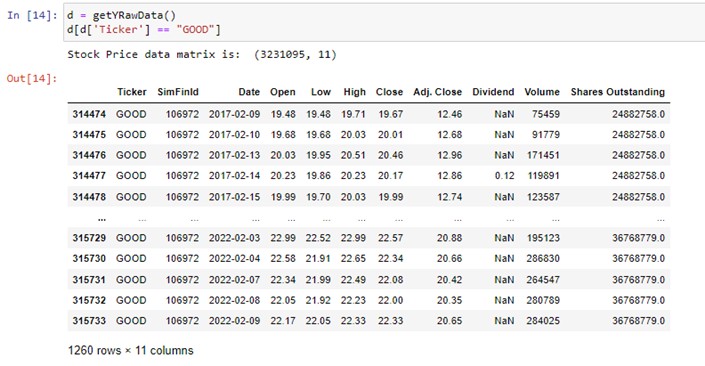 In [14]: d = getYRawData()
d[d['Ticker'] == "GOOD"]
Stock Price data matrix is:  (3231095, 11)
Out[14]:
Ticker SimFinId Date Open Low High Close Adj. Close Dividend Volume Shares Outstanding
314474 GOOD 106972 2017-02-09 19.48 19.48 19.71 19.67 12.46 NaN 75459 24882758.0
314475 GOOD 106972 2017-02-10 19.68 19.68 20.03 20.01 12.68 NaN 91779 24882758.0
314476 GOOD 106972 2017-02-13 20.03 19.95 20.51 20.46 12.96 NaN 171451 24882758.0
314477 GOOD 106972 2017-02-14 20.23 19.86 20.23 20.17 12.86 0.12 119891 24882758.0
314478 GOOD 106972 2017-02-15 19.99 19.70 20.03 19.99 12.74 NaN 123587 24882758.0
... ... ... ... ... ... ... ... ... ... ... ...
315729 GOOD 106972 2022-02-03 22.99 22.52 22.99 22.57 20.88 NaN 195123 36768779.0
315730 GOOD 106972 2022-02-04 22.58 21.91 22.65 22.34 20.66 NaN 286830 36768779.0
315731 GOOD 106972 2022-02-07 22.34 21.99 22.49 22.08 20.42 NaN 264547 36768779.0
315732 GOOD 106972 2022-02-08 22.05 21.92 22.23 22.00 20.35 NaN 280789 36768779.0
315733 GOOD 106972 2022-02-09 22.17 22.05 22.33 22.33 20.65 NaN 284025 36768779.0
1260 rows × 11 columns